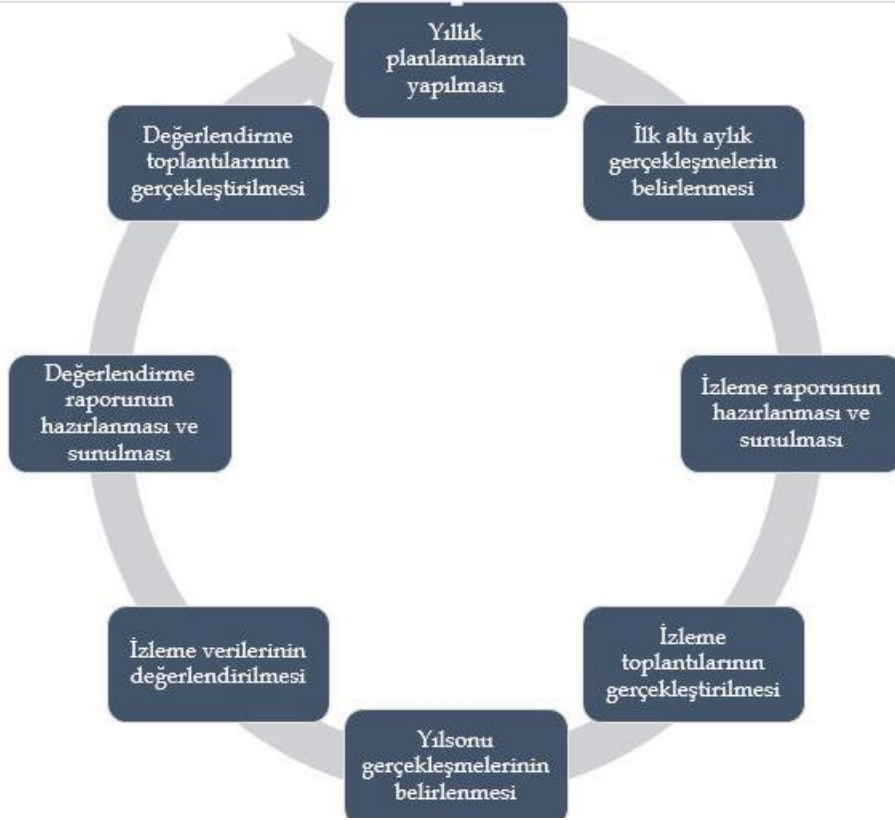 Yıllık
planlamaların
yapılması
İlk altı aylık
gerçekleşmelerin
belirlenmesi
İzleme raporunun
hazırlanması ve
sunulması
İzleme
toplantılarının
gerçekleştirilmesi
Yılsonu
gerçekleşmelerinin
belirlenmesi
İzleme verilerinin
değerlendirilmesi
Değerlendirme
raporunun
hazırlanması ve
sunulması
Değerlendirme
toplantılarının
gerçekleştirilmesi